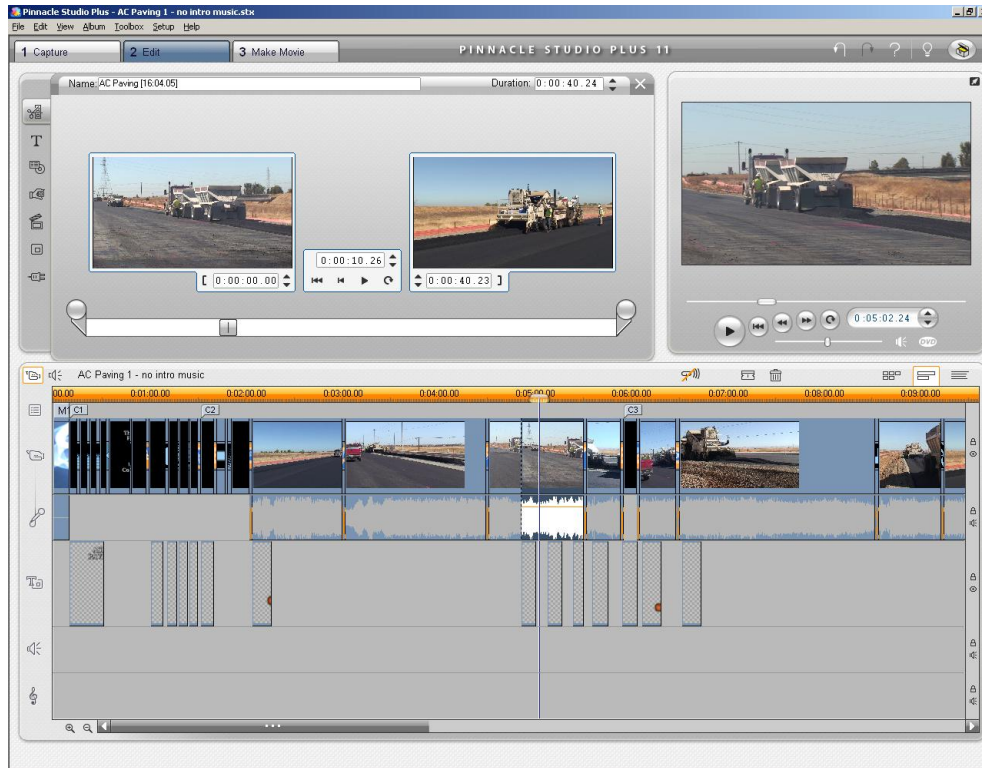 Pinnacle Studio Plus - AC Paving 1 - no intro music.stx
File Edit View Album Toolbox Setup Help
1 Capture 2 Edit 3 Make Movie PINNACLE STUDIO PLUS 11
Name: AC Paving [16.04.05] Duration: 0:00:40.24
T
0:00:10.26
[ 0:00:00.00 0:00:40.23 ]
0:05:02.24
DVD
AC Paving 1 - no intro music
00.00 0:01:00.00 0:02:00.00 0:03:00.00 0:04:00.00 0:05:00.00 0:06:00.00 0:07:00.00 0:08:00.00 0:09:00.00
M1 C1 C2 C3